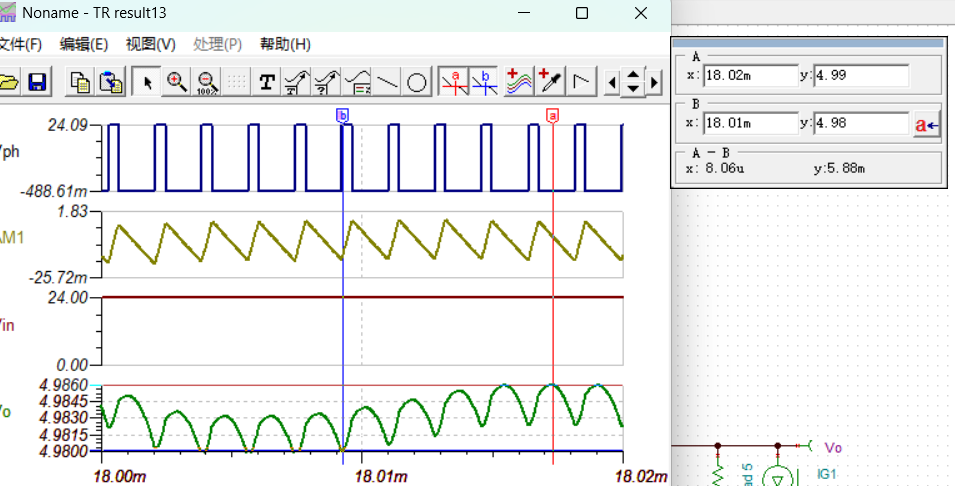 Noname - TR result13
文件(F) 编辑(E) 视图(V) 处理(P) 帮助(H)
100%
T
a
b
b
a
24.09
Vph
-488.61m
1.83
AM1
-25.72m
24.00
Vin
0.00
4.9860
4.9845
Vo
4.9830
4.9815
4.9800
18.00m 18.01m 18.02m
A
x: 18.02m y: 4.99
B
x: 18.01m y: 4.98
a
A - B
x: 8.06u y:5.88m
Vo
ad 5
IG1